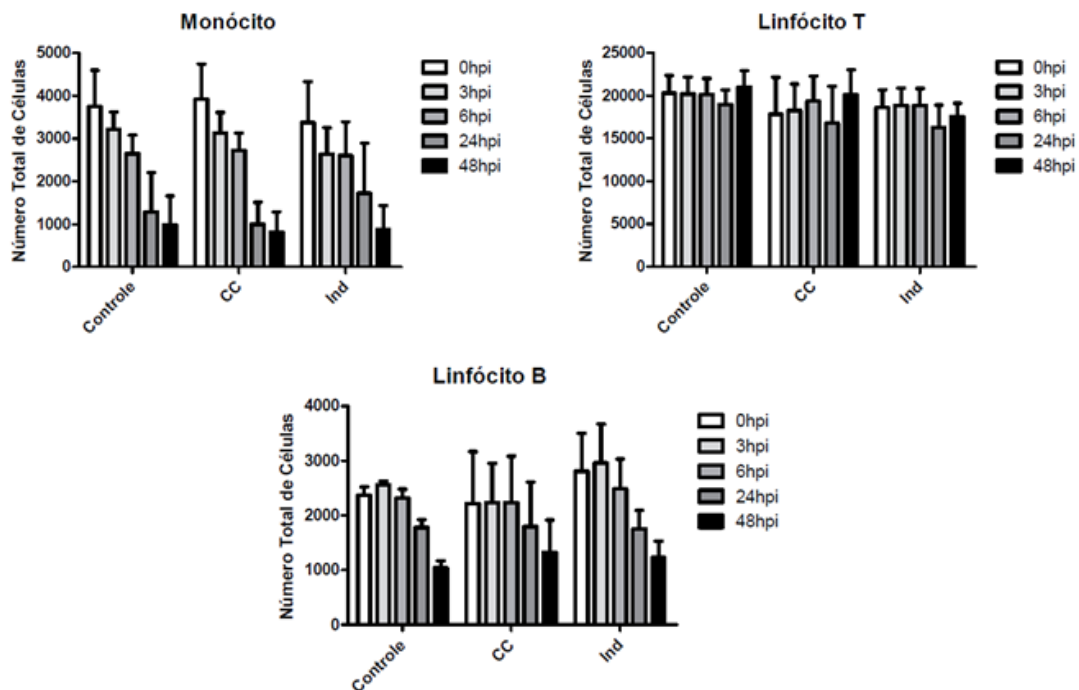 Monócito
Número Total de Células
5000
4000
3000
2000
1000
0
Controle
CC
Ind
0hpi
3hpi
6hpi
24hpi
48hpi
Linfócito T
Número Total de Células
25000
20000
15000
10000
5000
0
Controle
CC
Ind
0hpi
3hpi
6hpi
24hpi
48hpi
Linfócito B
Número Total de Células
4000
3000
2000
1000
0
Controle
CC
Ind
0hpi
3hpi
6hpi
24hpi
48hpi